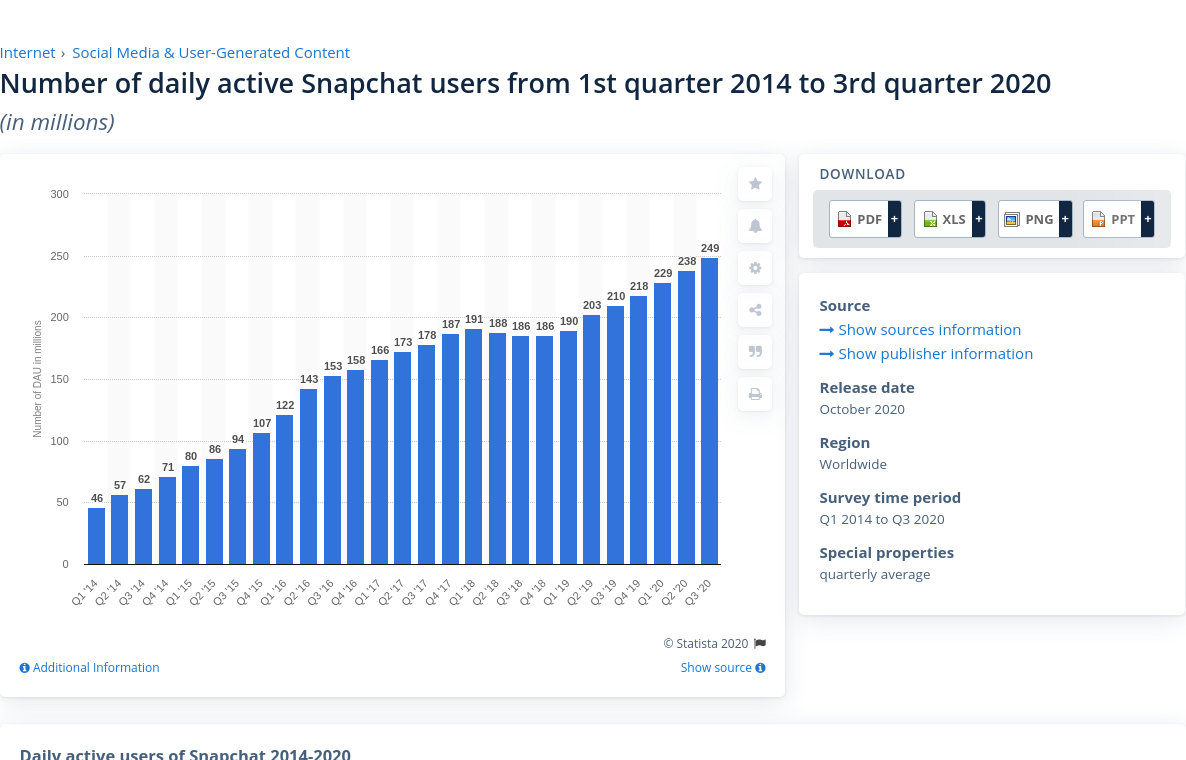 Internet › Social Media & User-Generated Content
Number of daily active Snapchat users from 1st quarter 2014 to 3rd quarter 2020
(in millions)
Number of DAU in millions
300
250
200
150
100
50
0
46 57 62 71 80 86 94 107 122 143 153 158 166 173 178 187 191 188 186 186 190 203 210 218 229 238 249
Q1 '14 Q2 '14 Q3 '14 Q4 '14 Q1 '15 Q2 '15 Q3 '15 Q4 '15 Q1 '16 Q2 '16 Q3 '16 Q4 '16 Q1 '17 Q2 '17 Q3 '17 Q4 '17 Q1 '18 Q2 '18 Q3 '18 Q4 '18 Q1 '19 Q2 '19 Q3 '19 Q4 '19 Q1 '20 Q2 '20 Q3 '20
© Statista 2020
Additional Information
Show source
DOWNLOAD
PDF + XLS + PNG + PPT +
Source
Show sources information
Show publisher information
Release date
October 2020
Region
Worldwide
Survey time period
Q1 2014 to Q3 2020
Special properties
quarterly average
Daily active users of Snapchat 2014-2020